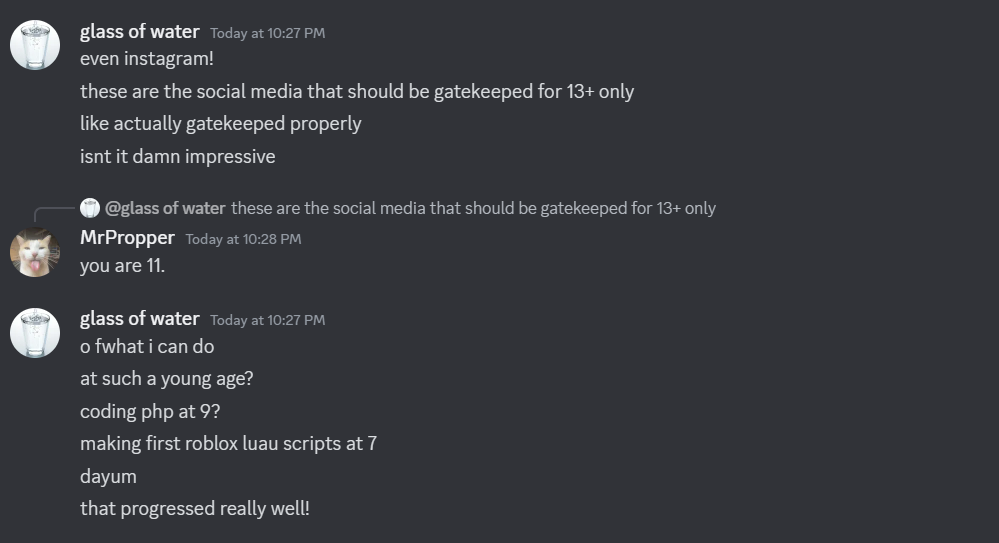 glass of water Today at 10:27 PM
even instagram!
these are the social media that should be gatekeeped for 13+ only
like actually gatekeeped properly
isnt it damn impressive
@glass of water these are the social media that should be gatekeeped for 13+ only
MrPropper Today at 10:28 PM
you are 11.
glass of water Today at 10:27 PM
o fwhat i can do
at such a young age?
coding php at 9?
making first roblox luau scripts at 7
dayum
that progressed really well!